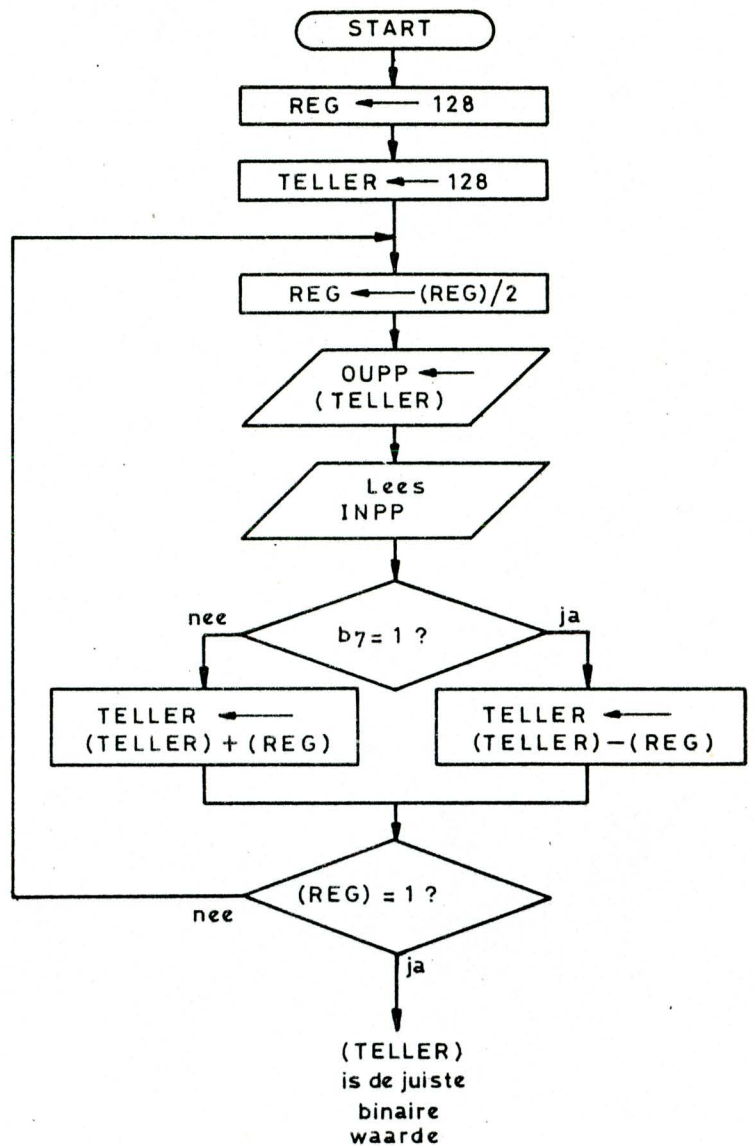 START
REG ← 128
TELLER ← 128
REG ← (REG)/2
OUPP ←
(TELLER)
Lees
INPP
nee
ja
b7 = 1 ?
TELLER ←
(TELLER) + (REG)
TELLER ←
(TELLER) − (REG)
(REG) = 1 ?
nee
ja
(TELLER)
is de juiste
binaire
waarde